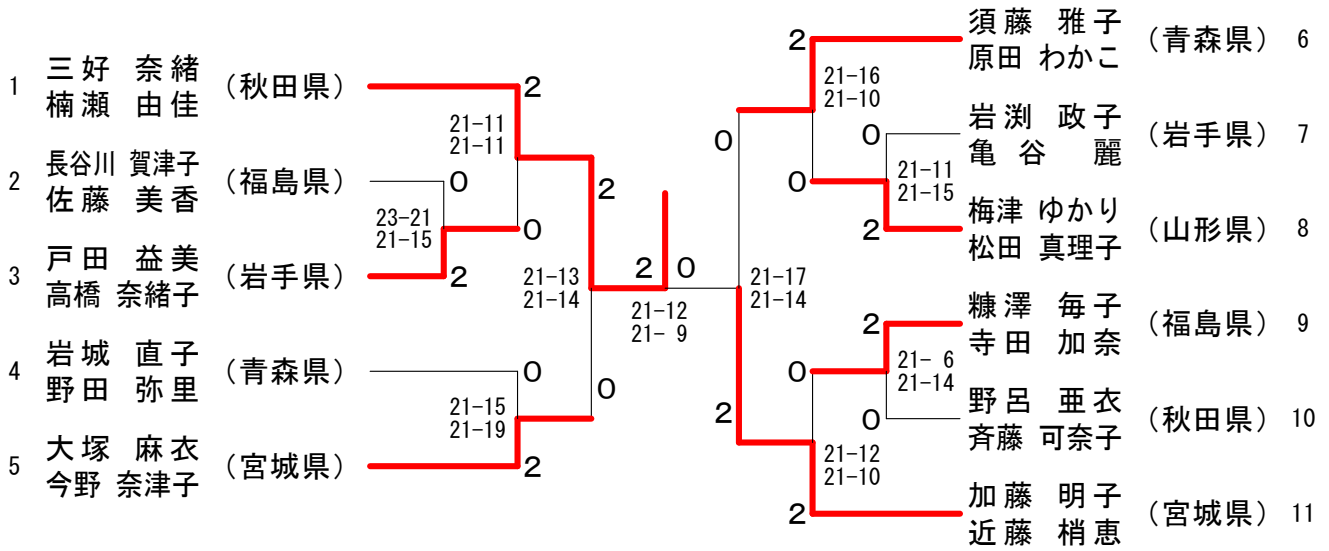 1 三好 奈緒 (秋田県)
楠瀬 由佳
2
21-11
21-11
2 長谷川 賀津子 (福島県)
佐藤 美香
0
23-21
21-15
0
3 戸田 益美 (岩手県)
高橋 奈緒子
2
2
21-13
21-14
4 岩城 直子 (青森県)
野田 弥里
0
21-15
21-19
0
5 大塚 麻衣 (宮城県)
今野 奈津子
2
2 0
21-12
21- 9
須藤 雅子 (青森県) 6
原田 わかこ
2
21-16
21-10
0
岩渕 政子 (岩手県) 7
亀谷 麗
0
21-11
21-15
0
梅津 ゆかり (山形県) 8
松田 真理子
2
21-17
21-14
糠澤 毎子 (福島県) 9
寺田 加奈
2
21- 6
21-14
0
野呂 亜衣 (秋田県) 10
斉藤 可奈子
0
2
21-12
21-10
加藤 明子 (宮城県) 11
近藤 梢恵
2